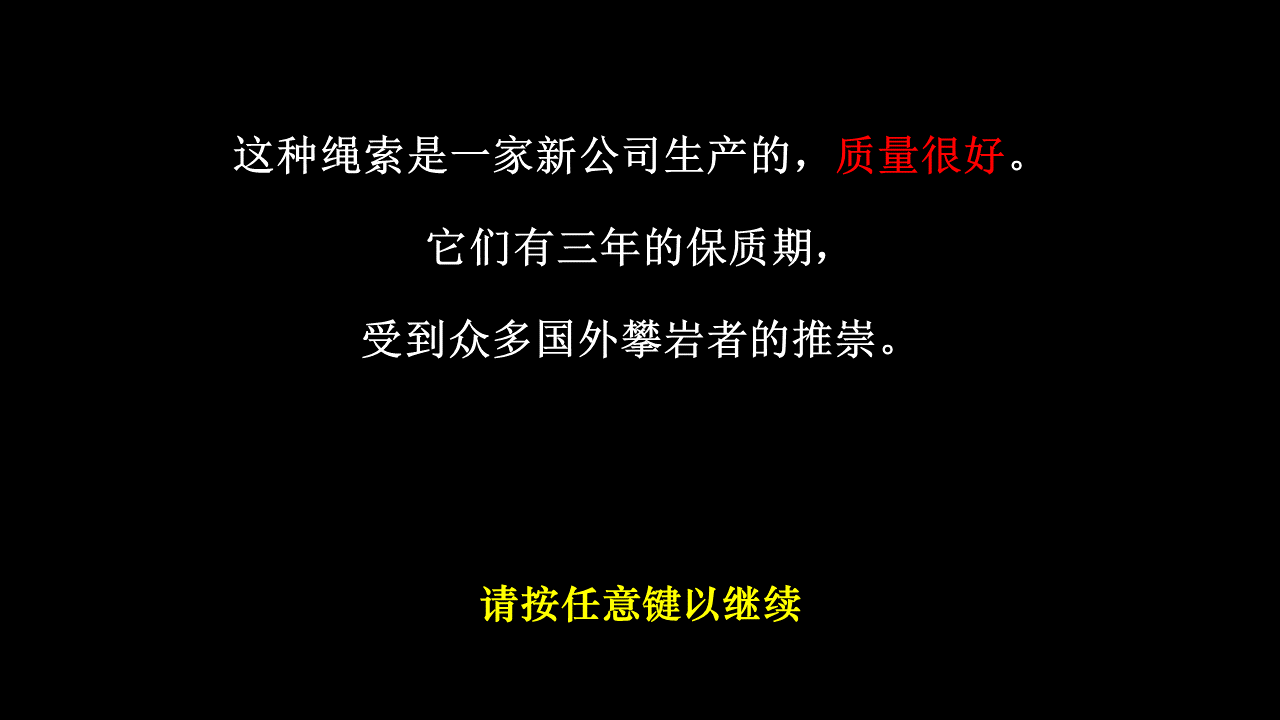 这种绳索是一家新公司生产的，质量很好。
它们有三年的保质期，
受到众多国外攀岩者的推崇。
请按任意键以继续